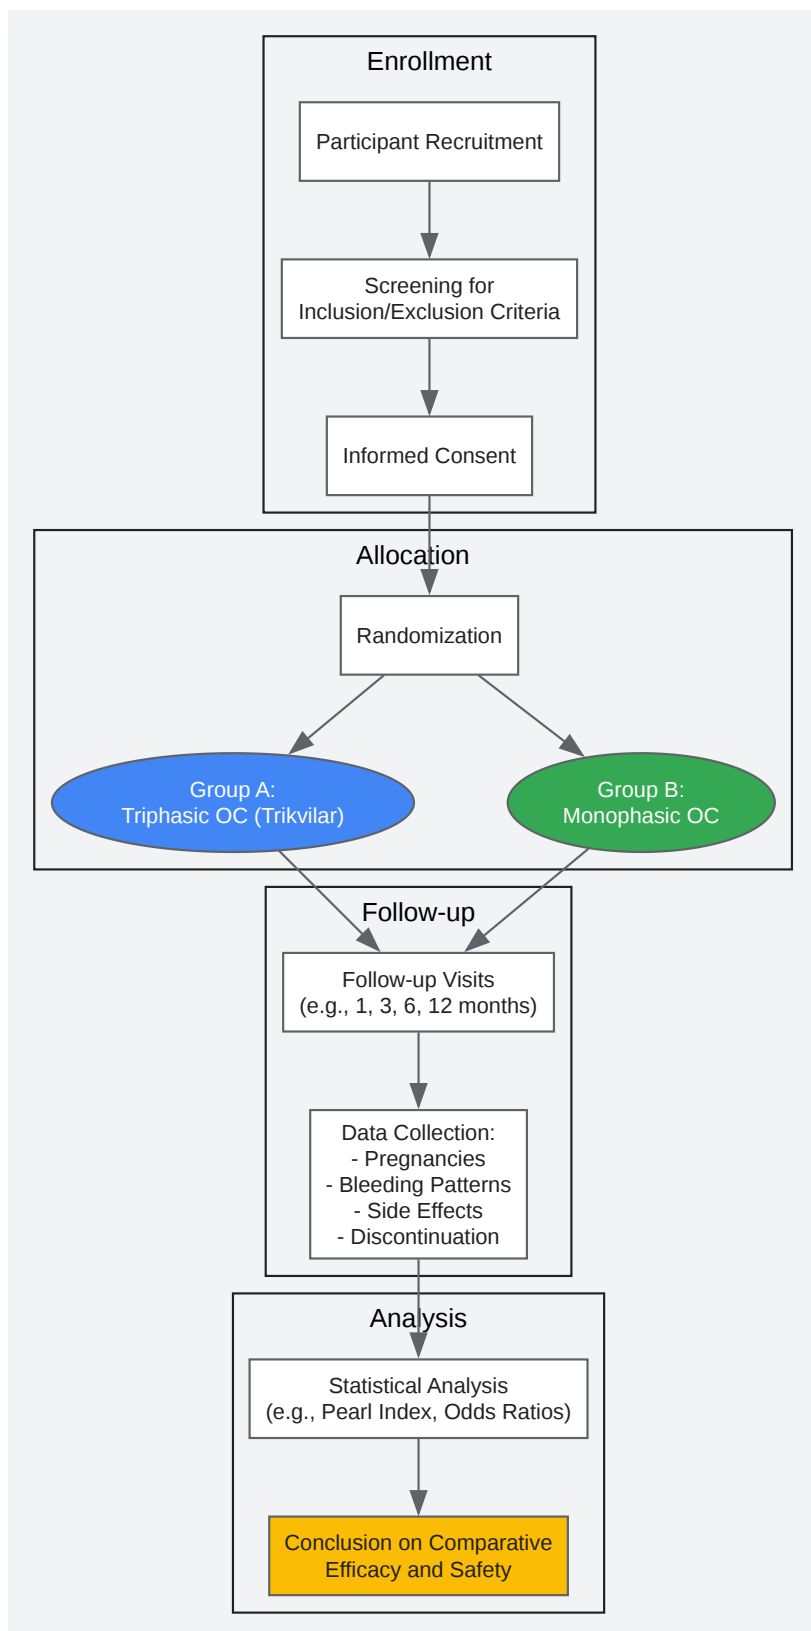 Enrollment
Participant Recruitment
Screening for
Inclusion/Exclusion Criteria
Informed Consent
Allocation
Randomization
Group A:
Triphasic OC (Trikvilar)
Group B:
Monophasic OC
Follow-up
Follow-up Visits
(e.g., 1, 3, 6, 12 months)
Data Collection:
- Pregnancies
- Bleeding Patterns
- Side Effects
- Discontinuation
Analysis
Statistical Analysis
(e.g., Pearl Index, Odds Ratios)
Conclusion on Comparative
Efficacy and Safety